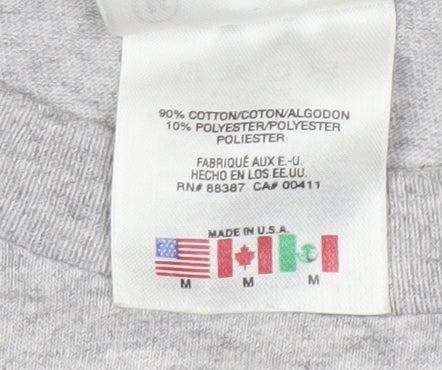 90% COTTON/COTON/ALGODON
10% POLYESTER/POLYESTER
POLIESTER
FABRIQUÉ AUX E.-U.
HECHO EN LOS EE.UU.
RN# 88387 CA# 00411
MADE IN U.S.A.
M M M